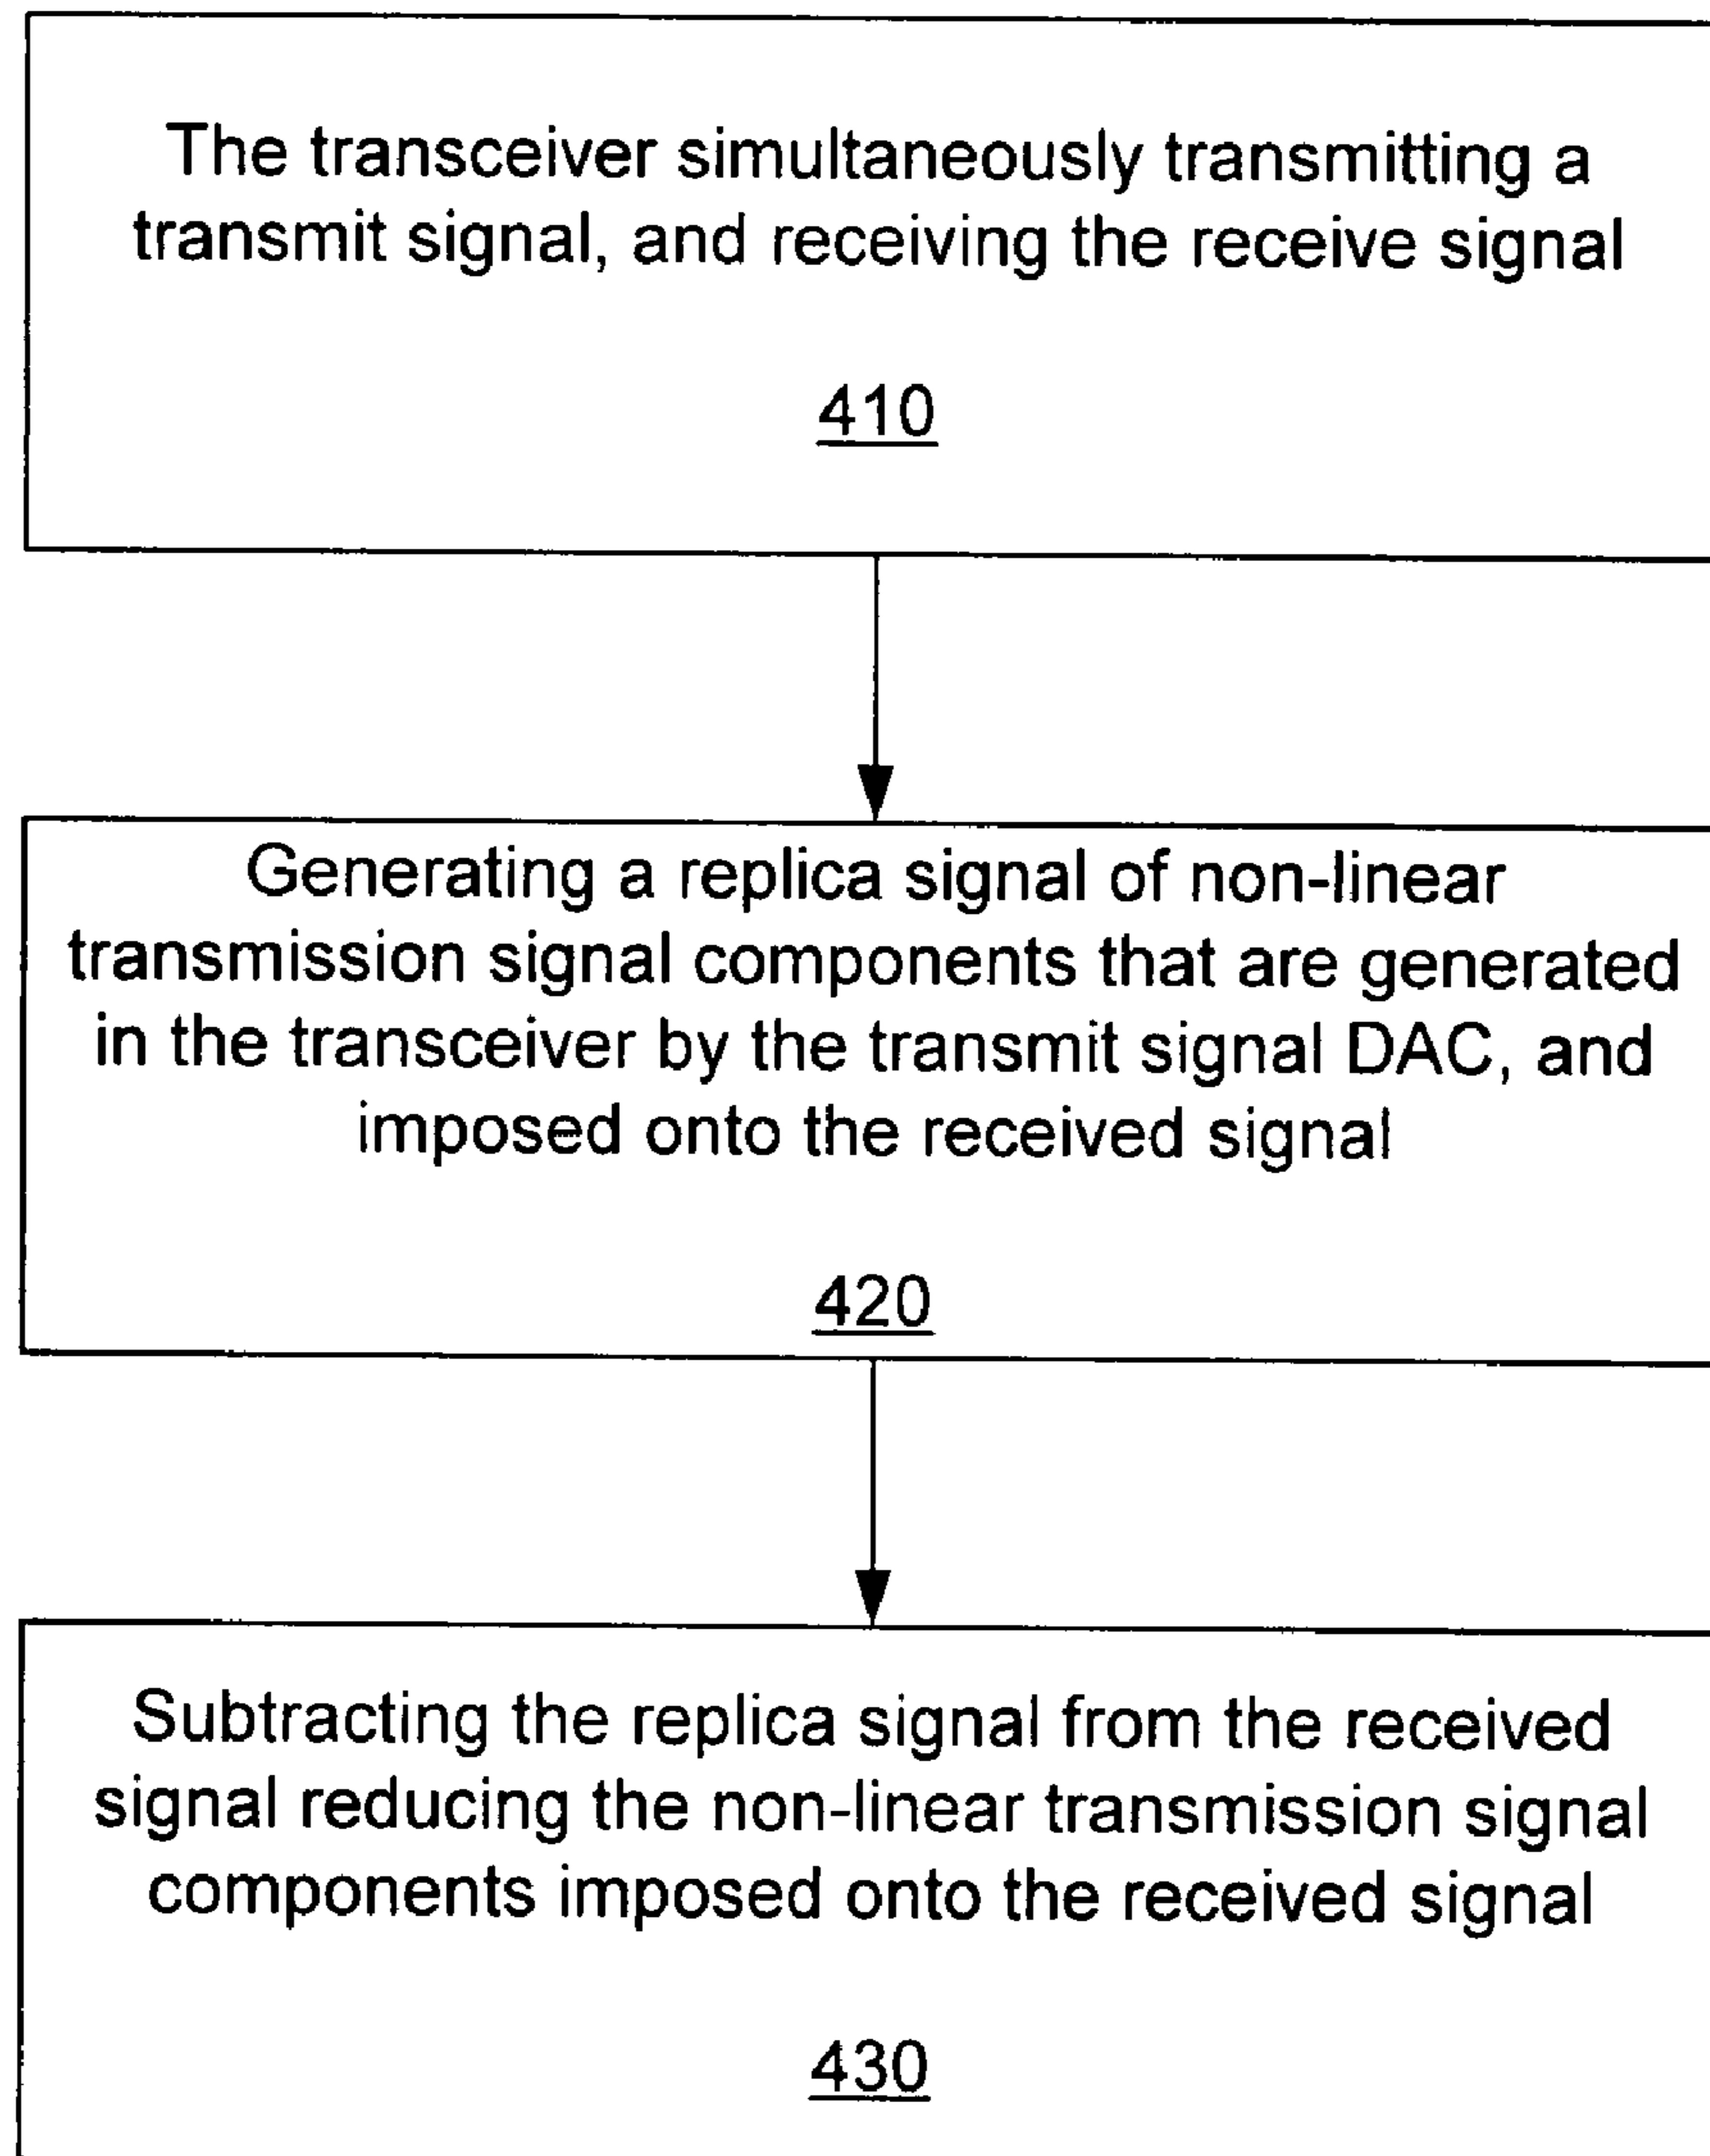 The transceiver simultaneously transmitting a
transmit signal, and receiving the receive signal
410
Generating a replica signal of non-linear
transmission signal components that are generated
in the transceiver by the transmit signal DAC, and
imposed onto the received signal
420
Subtracting the replica signal from the received
signal reducing the non-linear transmission signal
components imposed onto the received signal
430